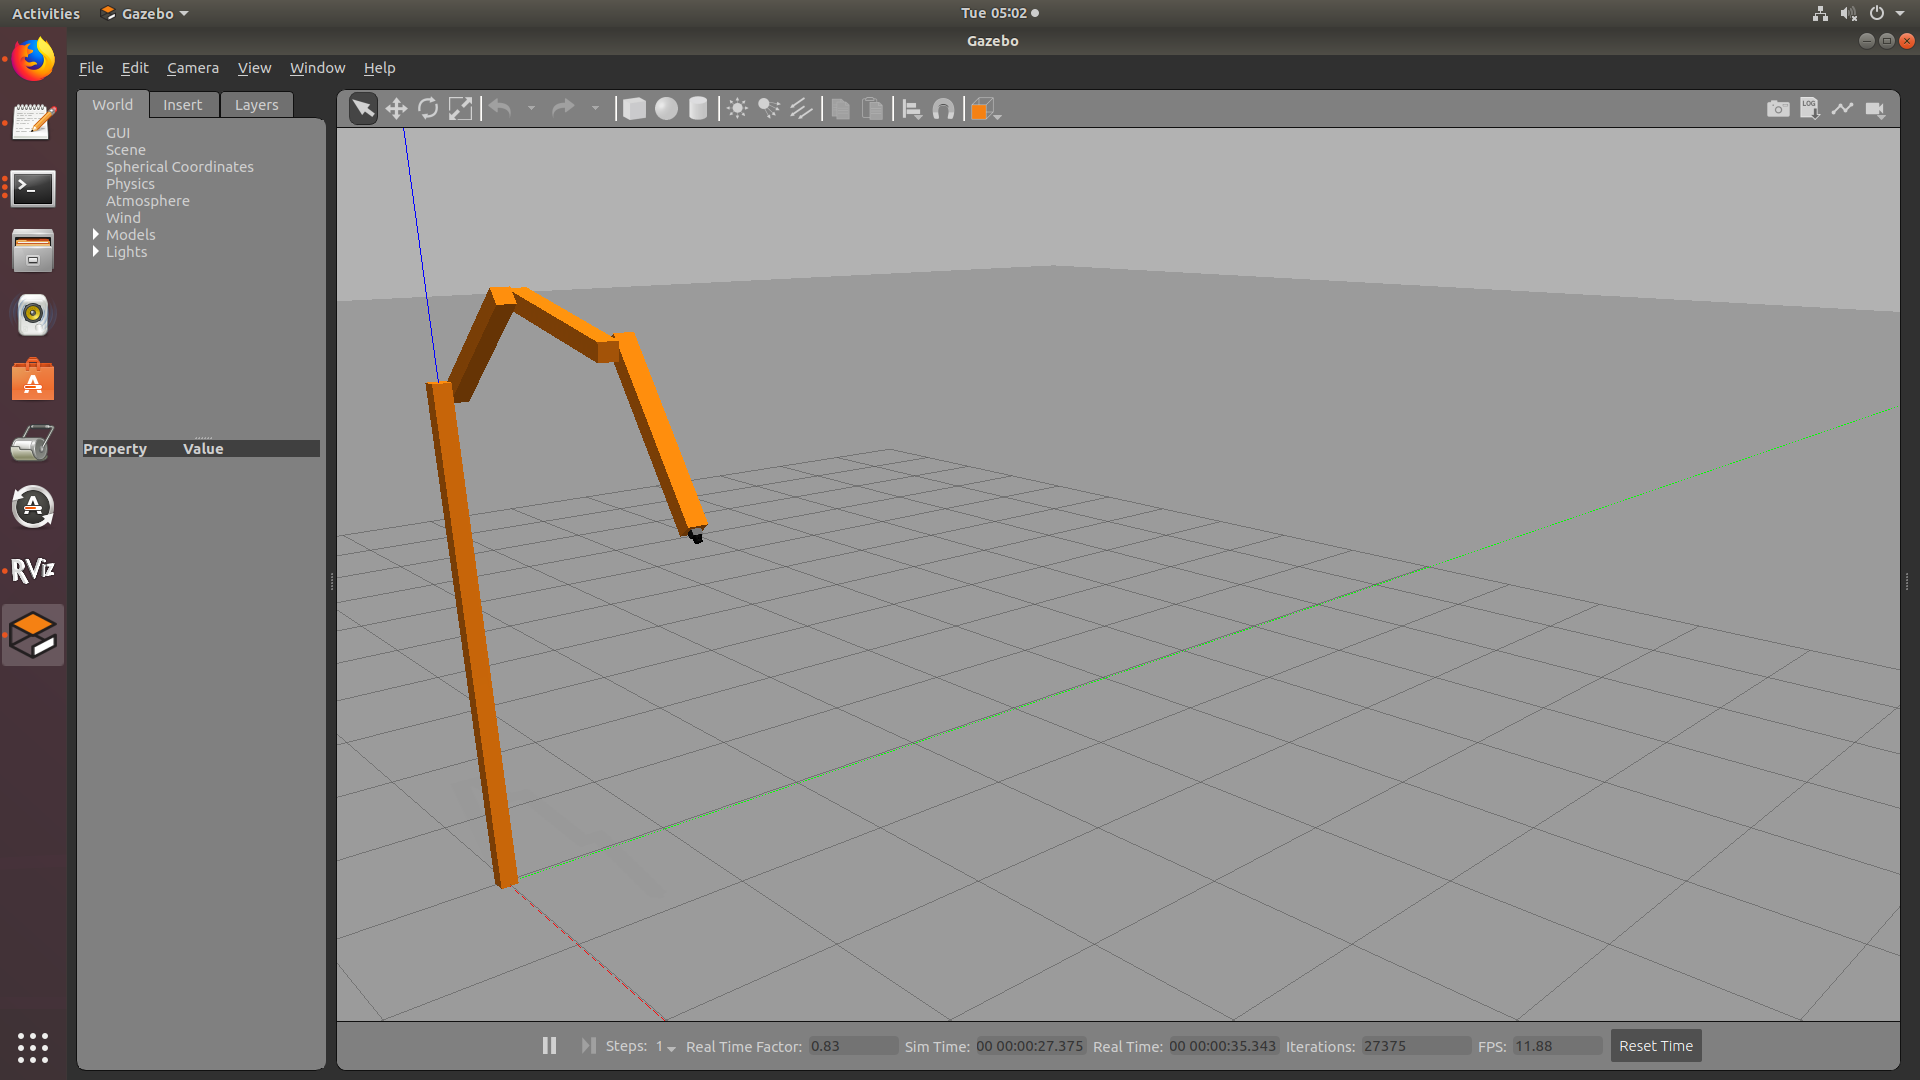 Activities Gazebo Tue 05:02
Gazebo
File Edit Camera View Window Help
World Insert Layers
LOG
GUI
Scene
Spherical Coordinates
Physics
Atmosphere
Wind
Models
Lights
Property Value
RViz
Steps: 1 Real Time Factor: 0.83 Sim Time: 00 00:00:27.375 Real Time: 00 00:00:35.343 Iterations: 27375 FPS: 11.88 Reset Time